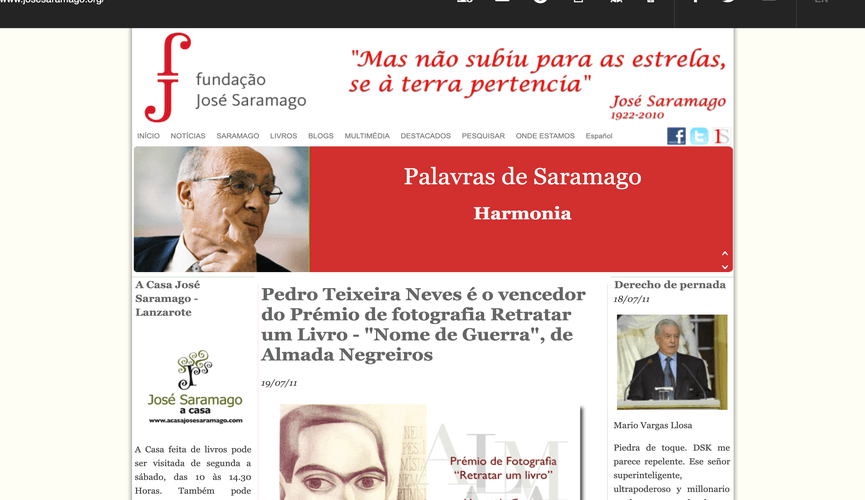 www.josesaramago.org/
EN
fundação
José Saramago
"Mas não subiu para as estrelas,
se à terra pertencia"
José Saramago
1922-2010
INÍCIO NOTÍCIAS SARAMAGO LIVROS BLOGS MULTIMÉDIA DESTACADOS PESQUISAR ONDE ESTAMOS Español
Palavras de Saramago
Harmonia
A Casa José
Saramago -
Lanzarote
José Saramago
a casa
www.acasajosesaramago.com
A Casa feita de livros pode
ser visitada de segunda a
sábado, das 10 às 14.30
Horas. Também pode
Pedro Teixeira Neves é o vencedor
do Prémio de fotografia Retratar
um Livro - "Nome de Guerra", de
Almada Negreiros
19/07/11
Prémio de Fotografia
"Retratar um livro"
Derecho de pernada
18/07/11
Mario Vargas Llosa
Piedra de toque. DSK me
parece repelente. Ese señor
superinteligente,
ultrapoderoso y millonario